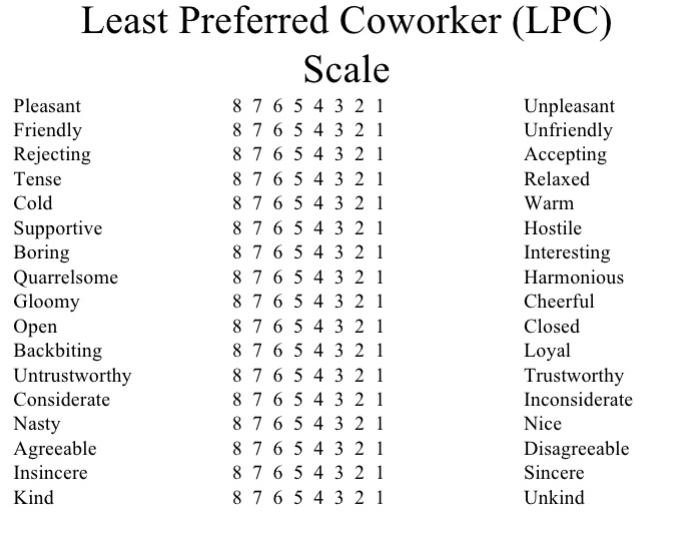 Least Preferred Coworker (LPC)
Scale
Pleasant 8 7 6 5 4 3 2 1 Unpleasant
Friendly 8 7 6 5 4 3 2 1 Unfriendly
Rejecting 8 7 6 5 4 3 2 1 Accepting
Tense 8 7 6 5 4 3 2 1 Relaxed
Cold 8 7 6 5 4 3 2 1 Warm
Supportive 8 7 6 5 4 3 2 1 Hostile
Boring 8 7 6 5 4 3 2 1 Interesting
Quarrelsome 8 7 6 5 4 3 2 1 Harmonious
Gloomy 8 7 6 5 4 3 2 1 Cheerful
Open 8 7 6 5 4 3 2 1 Closed
Backbiting 8 7 6 5 4 3 2 1 Loyal
Untrustworthy 8 7 6 5 4 3 2 1 Trustworthy
Considerate 8 7 6 5 4 3 2 1 Inconsiderate
Nasty 8 7 6 5 4 3 2 1 Nice
Agreeable 8 7 6 5 4 3 2 1 Disagreeable
Insincere 8 7 6 5 4 3 2 1 Sincere
Kind 8 7 6 5 4 3 2 1 Unkind